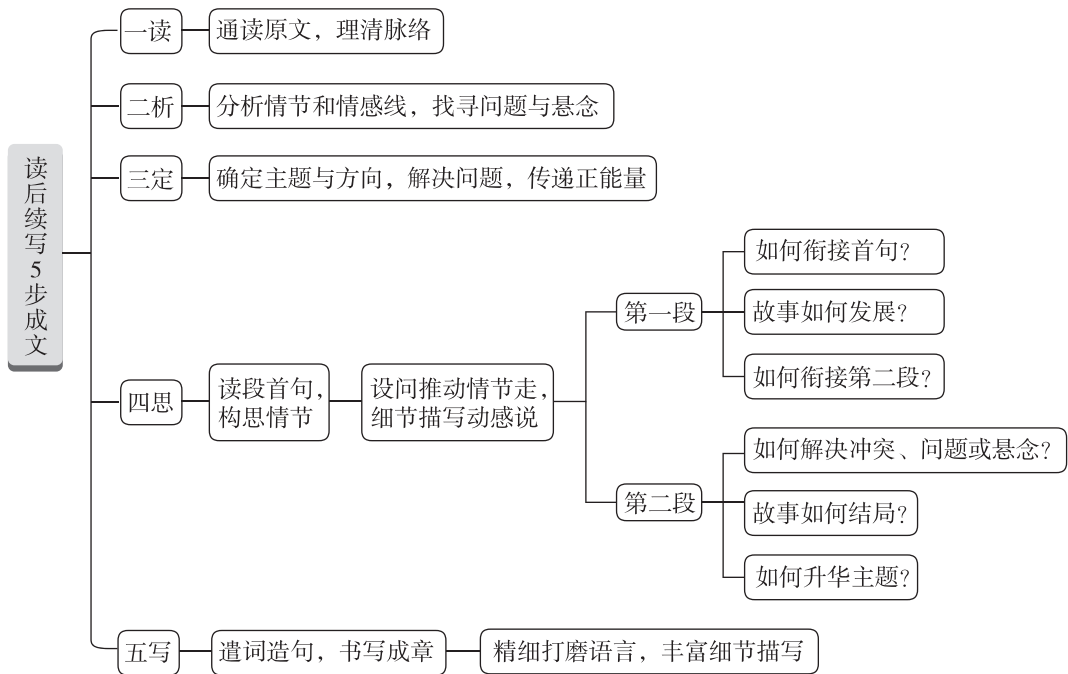 读后续写5步成文
一读
通读原文，理清脉络
二析
分析情节和情感线，找寻问题与悬念
三定
确定主题与方向，解决问题，传递正能量
四思
读段首句，
构思情节
设问推动情节走，
细节描写动感说
第一段
如何衔接首句？
故事如何发展？
如何衔接第二段？
第二段
如何解决冲突、问题或悬念？
故事如何结局？
如何升华主题？
五写
遣词造句，书写成章
精细打磨语言，丰富细节描写